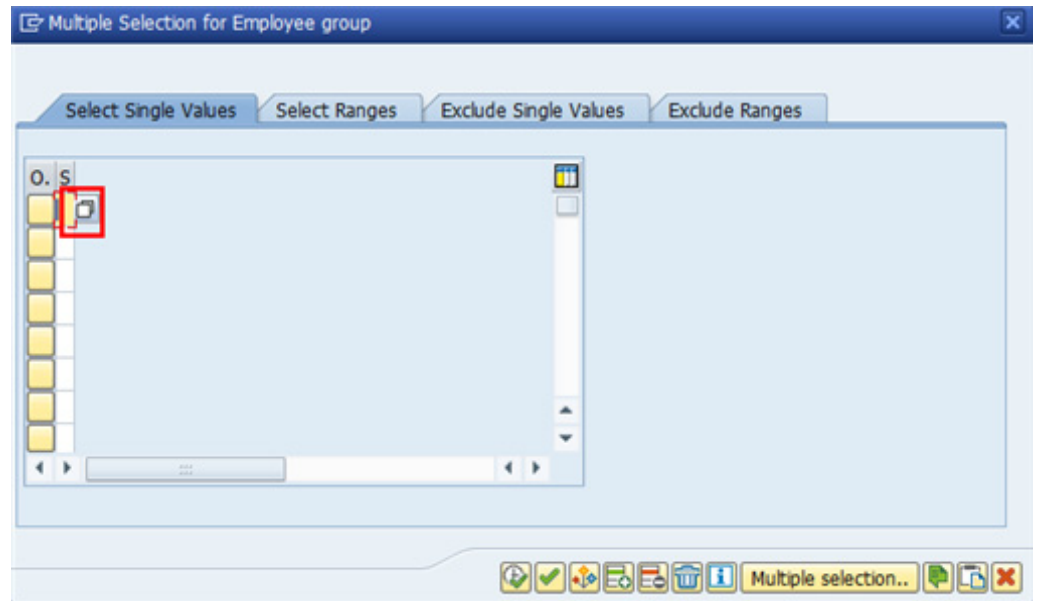 Multiple Selection for Employee group
Select Single Values Select Ranges Exclude Single Values Exclude Ranges
O. S
Multiple selection..